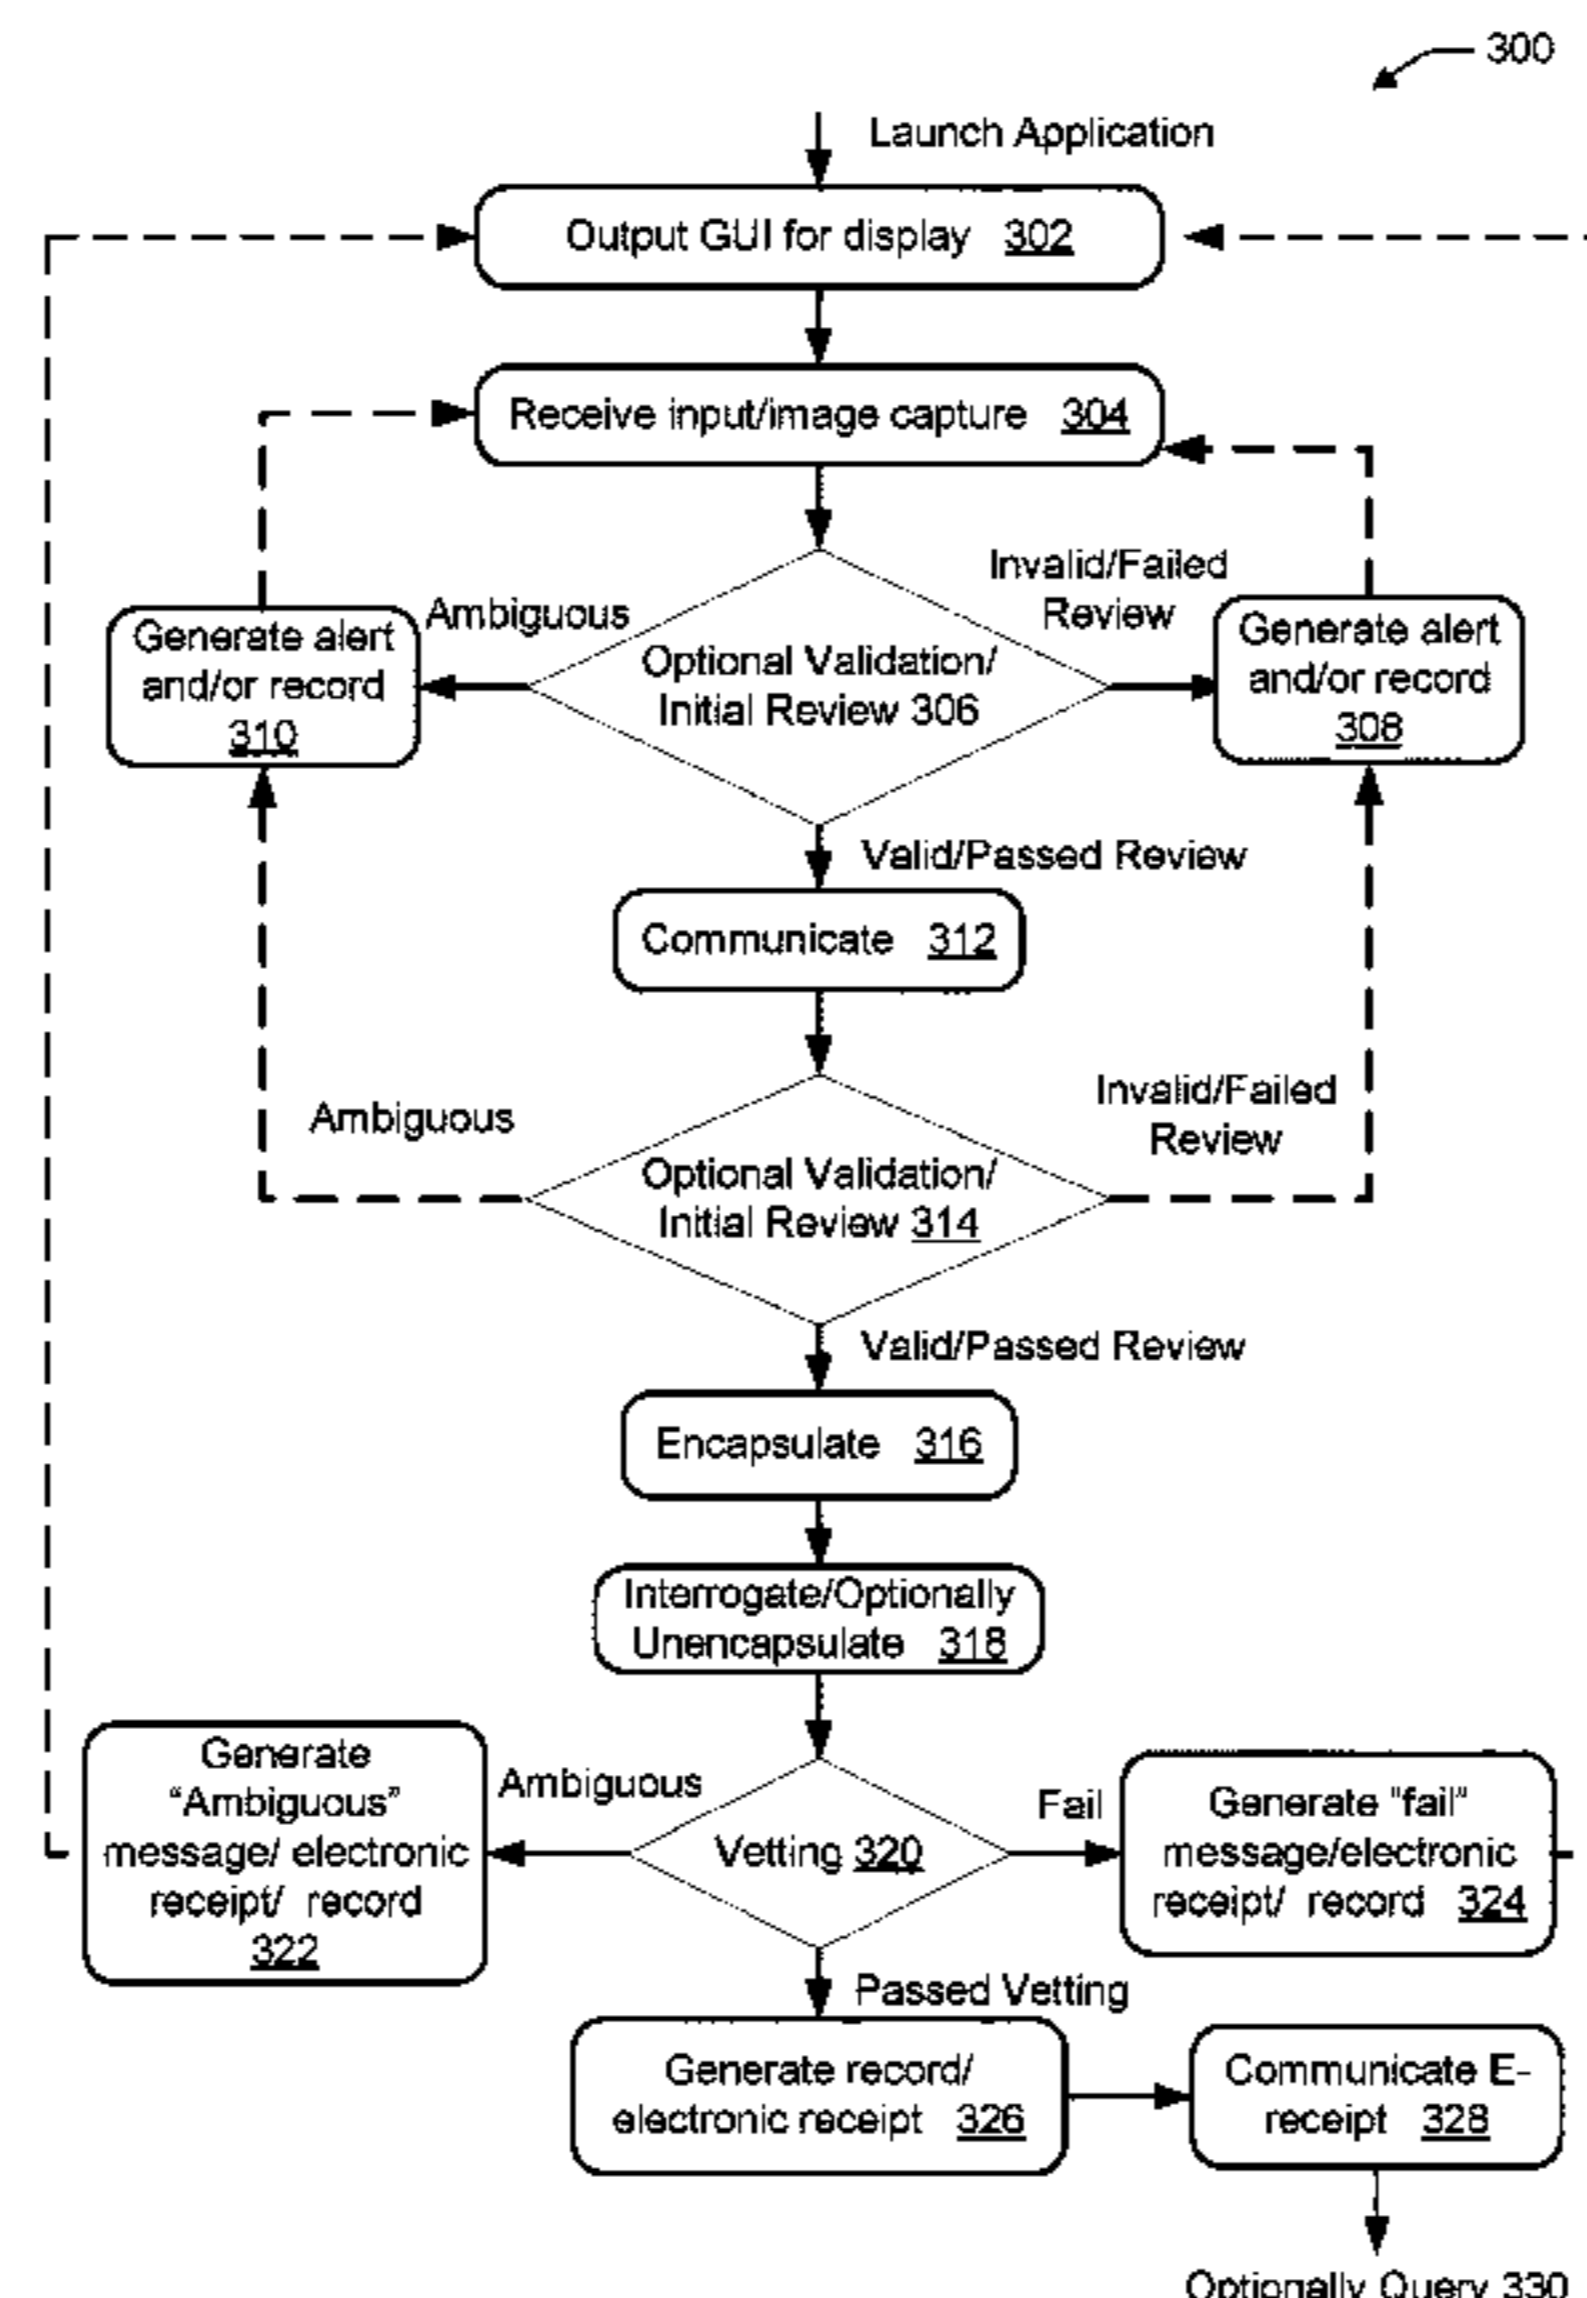 300
Launch Application
Output GUI for display 302
Receive input/image capture 304
Invalid/Failed
Review
Ambiguous
Generate alert
and/or record
310
Optional Validation/
Initial Review 306
Generate alert
and/or record
308
Valid/Passed Review
Communicate 312
Ambiguous
Invalid/Failed
Review
Optional Validation/
Initial Review 314
Valid/Passed Review
Encapsulate 316
Interrogate/Optionally
Unencapsulate 318
Generate
“Ambiguous”
message/ electronic
receipt/ record
322
Ambiguous
Vetting 320
Fail
Generate “fail”
message/electronic
receipt/ record 324
Passed Vetting
Generate record/
electronic receipt 326
Communicate E-
receipt 328
Optionally Query 330